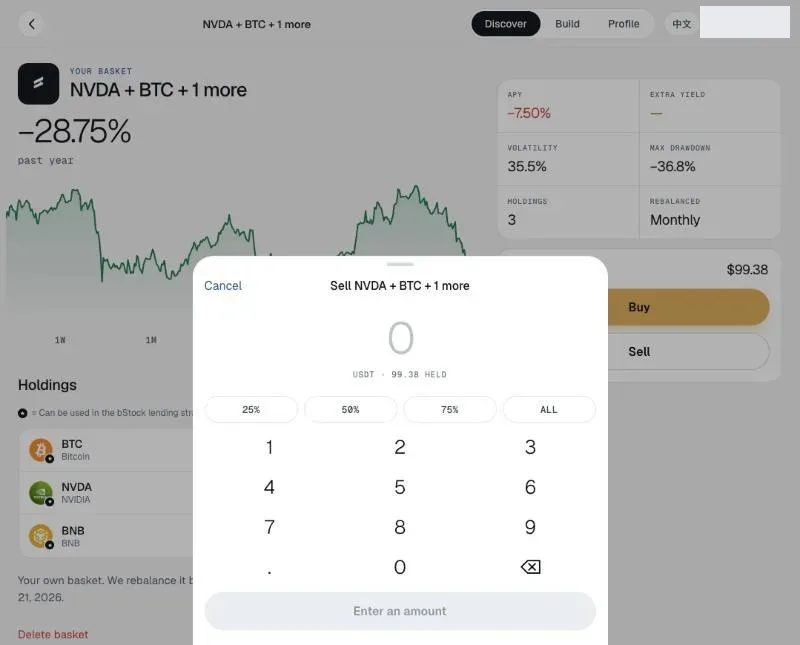 NVDA + BTC + 1 more
Discover
Build
Profile
中文
YOUR BASKET
NVDA + BTC + 1 more
−28.75%
past year
APY
−7.50%
EXTRA YIELD
—
VOLATILITY
35.5%
MAX DRAWDOWN
−36.8%
HOLDINGS
3
REBALANCED
Monthly
1W
1M
$99.38
Buy
Sell
Holdings
= Can be used in the bStock lending
BTC
Bitcoin
NVDA
NVIDIA
BNB
BNB
Your own basket. We rebalance it
21, 2026.
Delete basket
Cancel
Sell NVDA + BTC + 1 more
0
USDT · 99.38 HELD
25%
50%
75%
ALL
1
2
3
4
5
6
7
8
9
.
0
Enter an amount